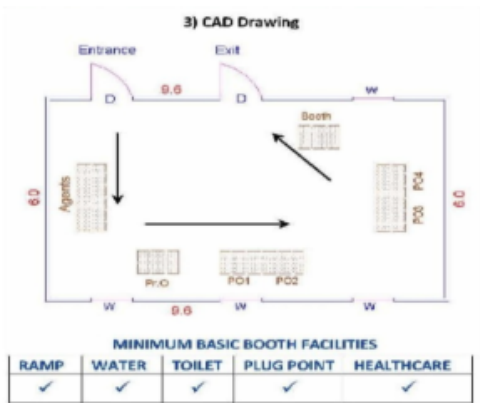 3) CAD Drawing
Entrance Exit
D 9.6 D W
Booth
6.0 Agents PO4 6.0
PO3
Pr.O PO1 PO2
W 9.6 W W
MINIMUM BASIC BOOTH FACILITIES
RAMP WATER TOILET PLUG POINT HEALTHCARE
✓ ✓ ✓ ✓ ✓